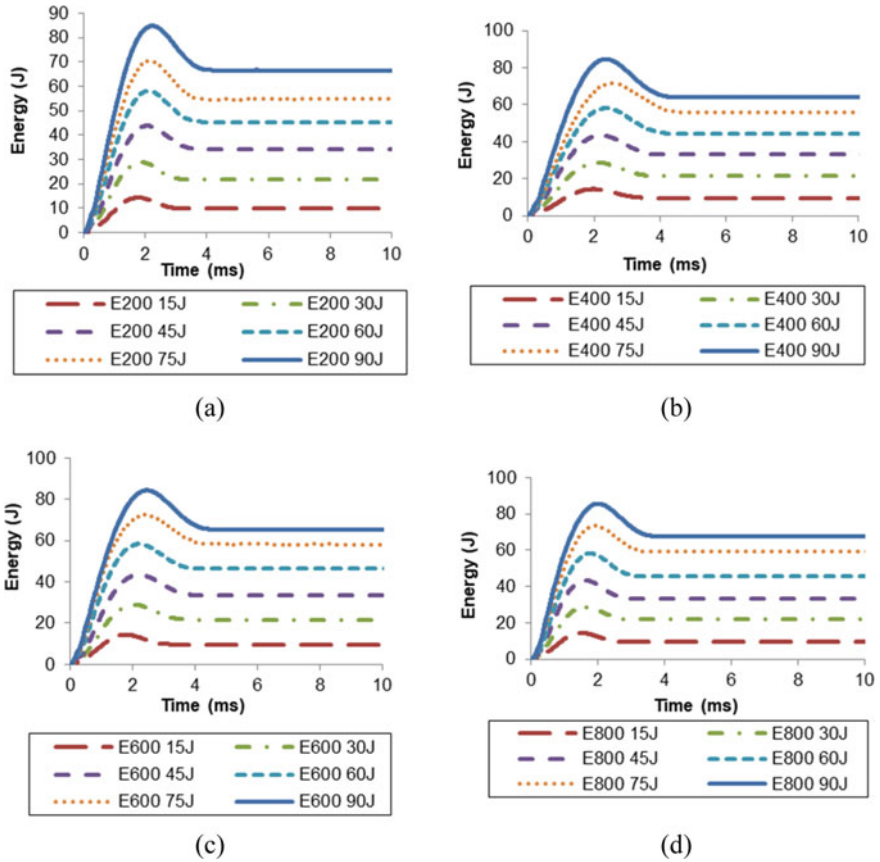 Energy (J)
90
80
70
60
50
40
30
20
10
0
0 2 4 6 8 10
Time (ms)
E200 15J E200 30J
E200 45J E200 60J
E200 75J E200 90J
(a)
Energy (J)
100
80
60
40
20
0
0 2 4 6 8 10
Time (ms)
E400 15J E400 30J
E400 45J E400 60J
E400 75J E400 90J
(b)
Energy (J)
100
80
60
40
20
0
0 2 4 6 8 10
Time (ms)
E600 15J E600 30J
E600 45J E600 60J
E600 75J E600 90J
(c)
Energy (J)
100
80
60
40
20
0
0 2 4 6 8 10
Time (ms)
E800 15J E800 30J
E800 45J E800 60J
E800 75J E800 90J
(d)